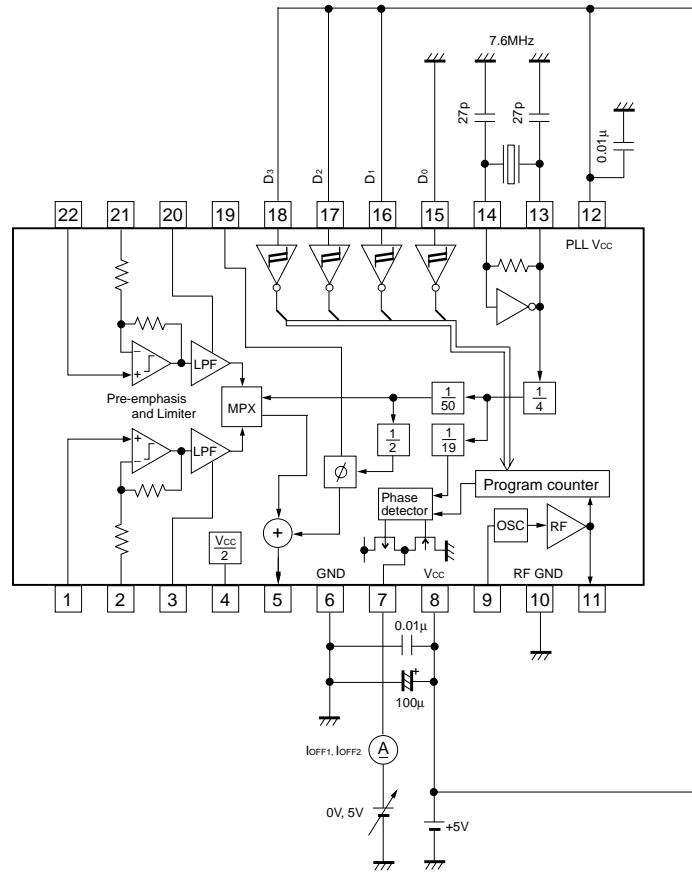 7.6MHz
27p
27p
0.01μ
D3
D2
D1
D0
22
21
20
19
18
17
16
15
14
13
12
PLL VCC
−
+
LPF
Pre-emphasis
and Limiter
MPX
1/50
1/4
1/2
1/19
+
−
LPF
ϕ
Program counter
Phase
detector
OSC
RF
VCC/2
+
GND
VCC
RF GND
1
2
3
4
5
6
7
8
9
10
11
0.01μ
+
100μ
IOFF1, IOFF2
A
0V, 5V
+5V